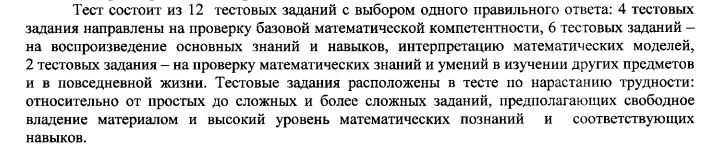 Тест состоит из 12 тестовых заданий с выбором одного правильного ответа: 4 тестовых
задания направлены на проверку базовой математической компетентности, 6 тестовых заданий –
на воспроизведение основных знаний и навыков, интерпретацию математических моделей,
2 тестовых задания – на проверку математических знаний и умений в изучении других предметов
и в повседневной жизни. Тестовые задания расположены в тесте по нарастанию трудности:
относительно от простых до сложных и более сложных заданий, предполагающих свободное
владение материалом и высокий уровень математических познаний и соответствующих
навыков.